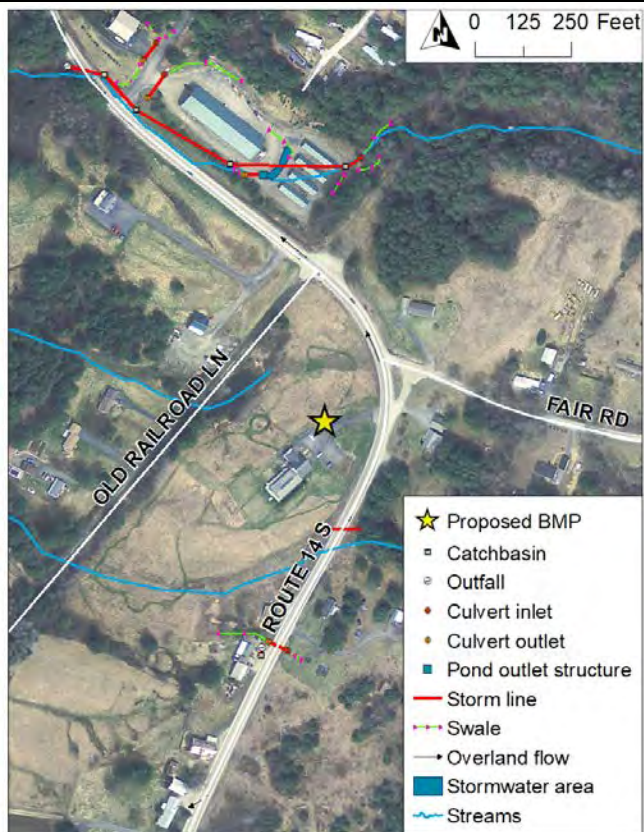 N
0 125 250 Feet
OLD RAILROAD LN
FAIR RD
ROUTE 14 S
Proposed BMP
Catchbasin
Outfall
Culvert inlet
Culvert outlet
Pond outlet structure
Storm line
Swale
Overland flow
Stormwater area
Streams